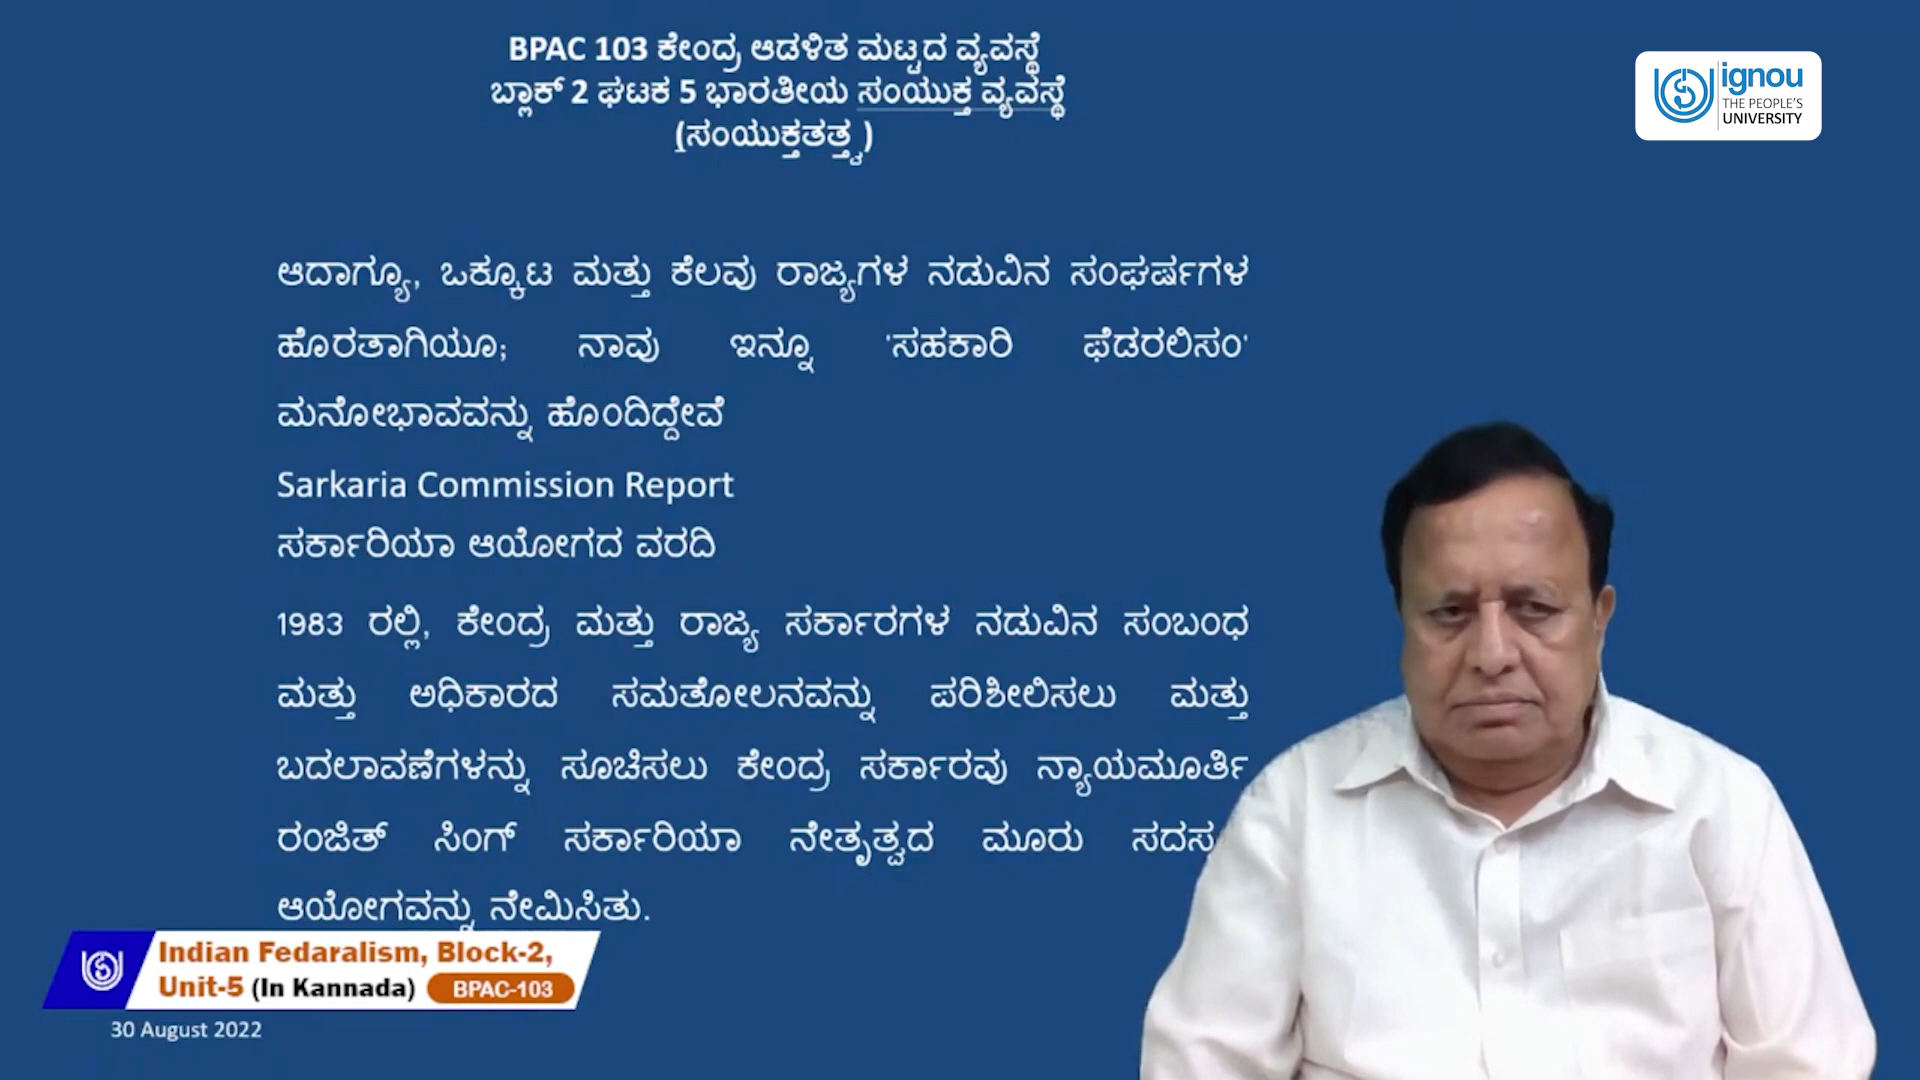 BPAC 103 ಕೇಂದ್ರ ಆಡಳಿತ ಮಟ್ಟದ ವ್ಯವಸ್ಥೆ
ಬ್ಲಾಕ್ 2 ಘಟಕ 5 ಭಾರತೀಯ ಸಂಯುಕ್ತ ವ್ಯವಸ್ಥೆ
(ಸಂಯುಕ್ತತತ್ತ್ವ)
ignou
THE PEOPLE'S
UNIVERSITY
ಆದಾಗ್ಯೂ, ಒಕ್ಕೂಟ ಮತ್ತು ಕೆಲವು ರಾಜ್ಯಗಳ ನಡುವಿನ ಸಂಘರ್ಷಗಳ
ಹೊರತಾಗಿಯೂ; ನಾವು ಇನ್ನೂ 'ಸಹಕಾರಿ ಫೆಡರಲಿಸಂ'
ಮನೋಭಾವವನ್ನು ಹೊಂದಿದ್ದೇವೆ
Sarkaria Commission Report
ಸರ್ಕಾರಿಯಾ ಆಯೋಗದ ವರದಿ
1983 ರಲ್ಲಿ, ಕೇಂದ್ರ ಮತ್ತು ರಾಜ್ಯ ಸರ್ಕಾರಗಳ ನಡುವಿನ ಸಂಬಂಧ
ಮತ್ತು ಅಧಿಕಾರದ ಸಮತೋಲನವನ್ನು ಪರಿಶೀಲಿಸಲು ಮತ್ತು
ಬದಲಾವಣೆಗಳನ್ನು ಸೂಚಿಸಲು ಕೇಂದ್ರ ಸರ್ಕಾರವು ನ್ಯಾಯಮೂರ್ತಿ
ರಂಜಿತ್ ಸಿಂಗ್ ಸರ್ಕಾರಿಯಾ ನೇತೃತ್ವದ ಮೂರು
ಆಯೋಗವನ್ನು ನೇಮಿಸಿತು.
Indian Fedaralism, Block-2,
Unit-5 (In Kannada) BPAC-103
30 August 2022